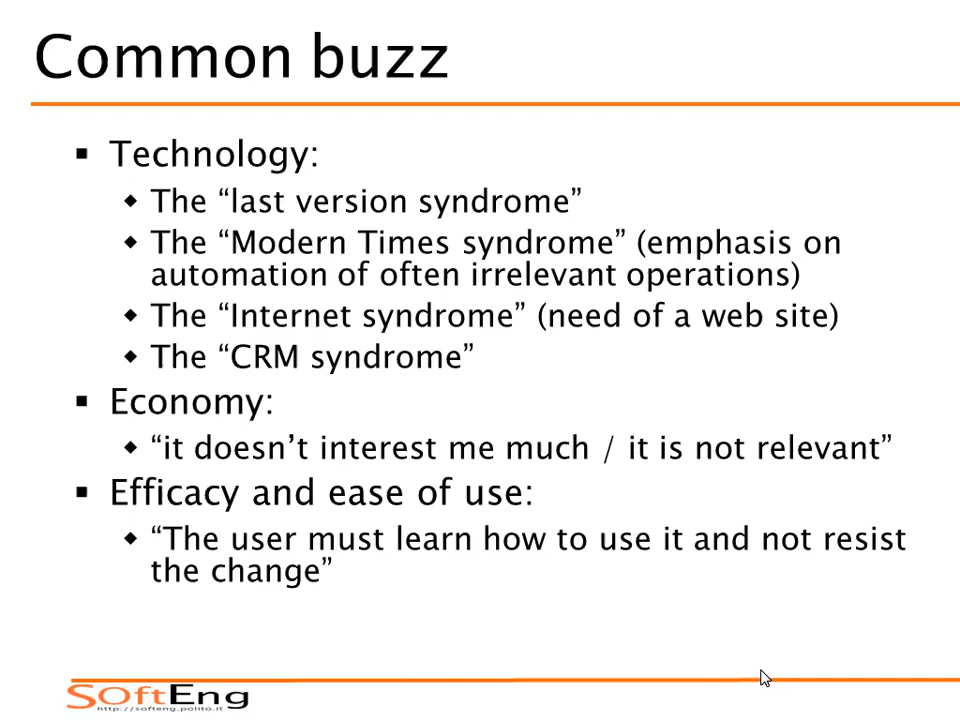 Common buzz
▪ Technology:
◆ The “last version syndrome”
◆ The “Modern Times syndrome” (emphasis on
automation of often irrelevant operations)
◆ The “Internet syndrome” (need of a web site)
◆ The “CRM syndrome”
▪ Economy:
◆ “it doesn’t interest me much / it is not relevant”
▪ Efficacy and ease of use:
◆ “The user must learn how to use it and not resist
the change”
SoftEng
http://softeng.polito.it